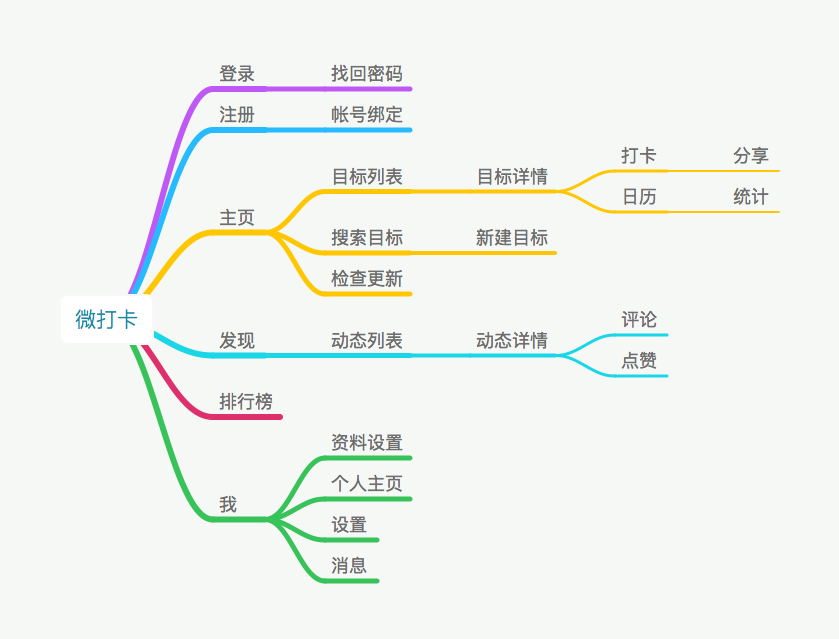 微打卡
登录
找回密码
注册
帐号绑定
主页
目标列表
目标详情
打卡
分享
日历
统计
搜索目标
新建目标
检查更新
发现
动态列表
动态详情
评论
点赞
排行榜
我
资料设置
个人主页
设置
消息